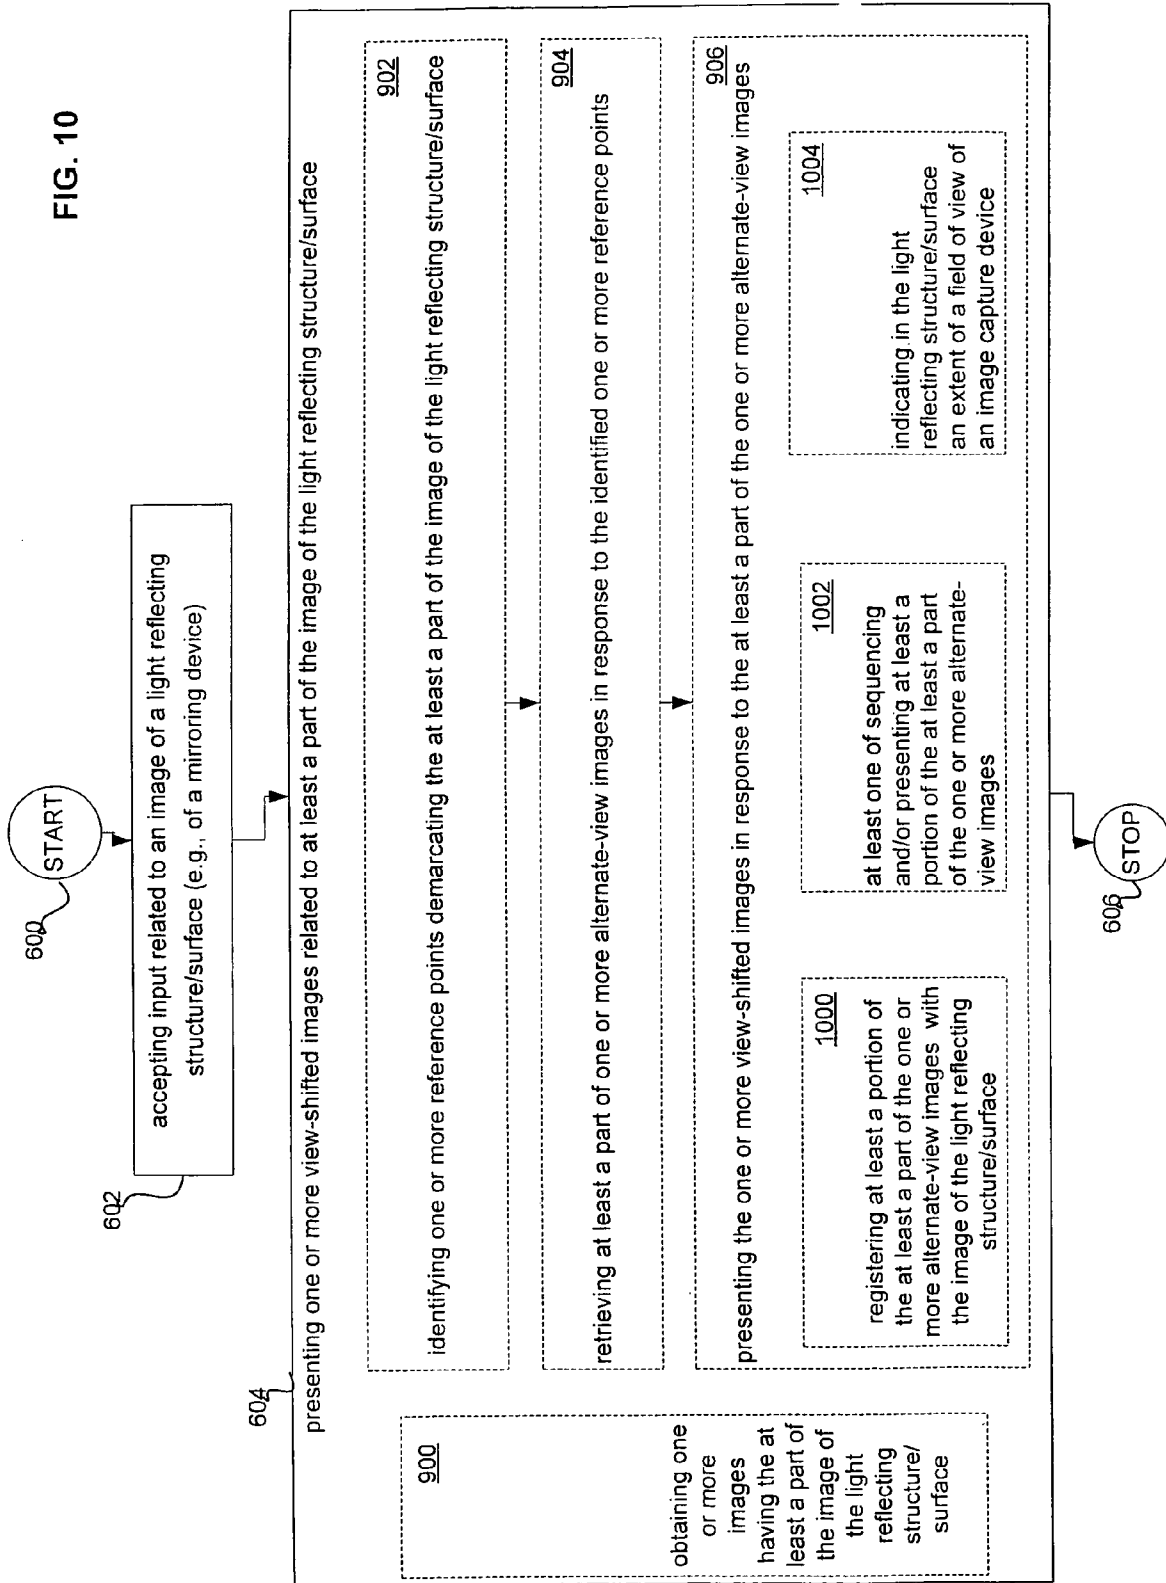 FIG. 10
600
START
602
accepting input related to an image of a light reflecting
structure/surface (e.g., of a mirroring device)
604
presenting one or more view-shifted images related to at least a part of the image of the light reflecting structure/surface
900
obtaining one
or more
images
having the at
least a part of
the image of
the light
reflecting
structure/
surface
902
identifying one or more reference points demarcating the at least a part of the image of the light reflecting structure/surface
904
retrieving at least a part of one or more alternate-view images in response to the identified one or more reference points
906
presenting the one or more view-shifted images in response to the at least a part of the one or more alternate-view images
1000
registering at least a portion of
the at least a part of the one or
more alternate-view images with
the image of the light reflecting
structure/surface
1002
at least one of sequencing
and/or presenting at least a
portion of the at least a part
of the one or more alternate-
view images
1004
indicating in the light
reflecting structure/surface
an extent of a field of view of
an image capture device
606
STOP